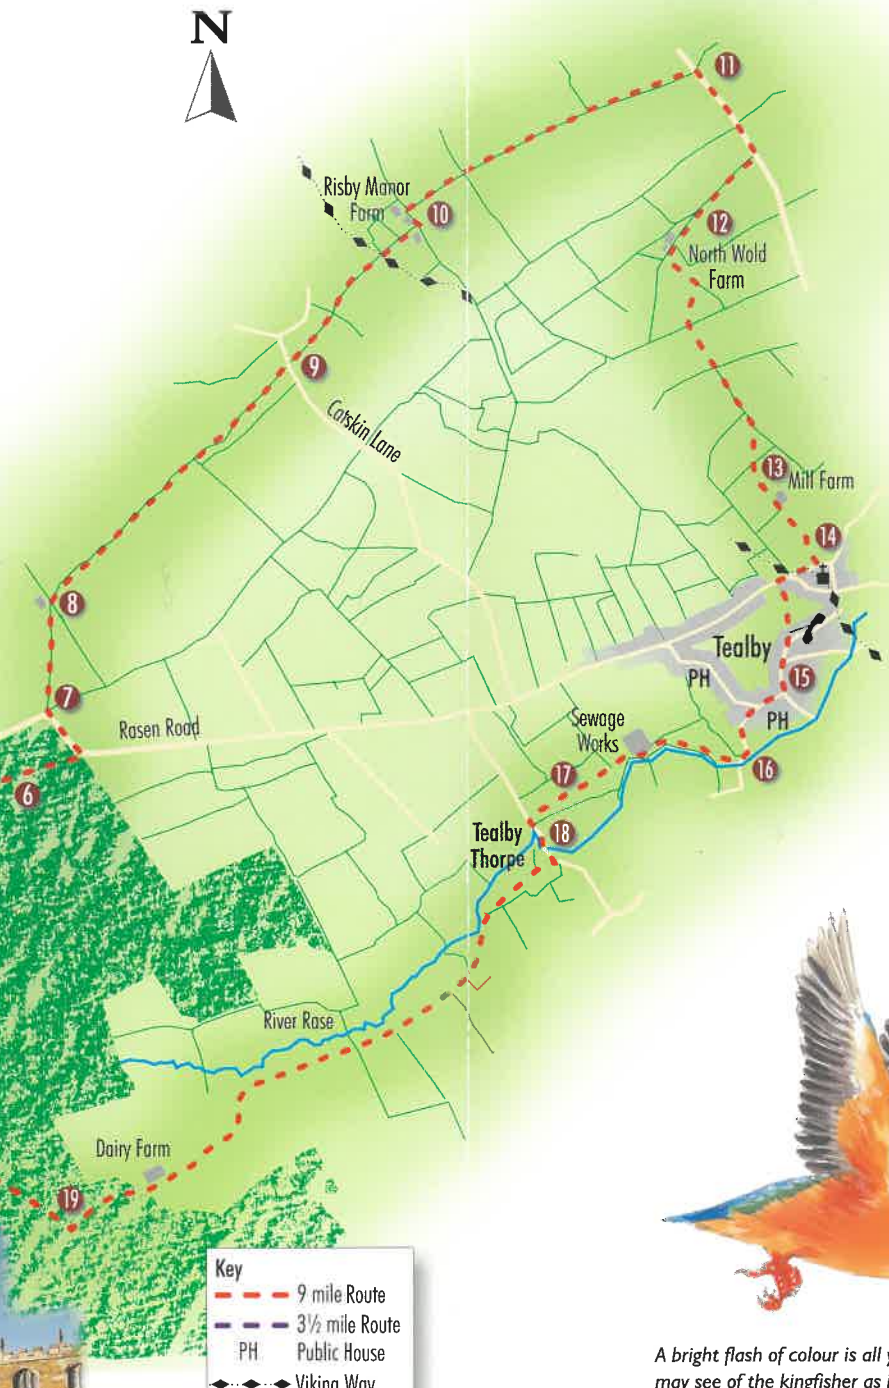 N
11
Risby Manor
Farm
10
12
North Wold
Farm
9
Catskin Lane
13
Mill Farm
14
8
Tealby
7
PH
15
Rasen Road
Sewage
Works
PH
16
17
6
Tealby
Thorpe
18
River Rase
Dairy Farm
19
Key
9 mile Route
3½ mile Route
PH Public House
Viking Way
A bright flash of colour is all
may see of the kingfisher as